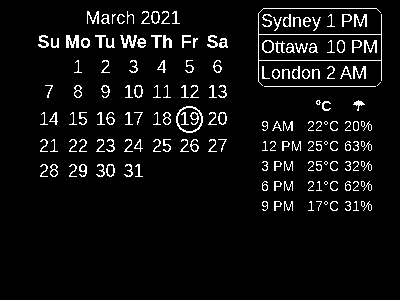 March 2021
Su Mo Tu We Th Fr Sa
1 2 3 4 5 6
7 8 9 10 11 12 13
14 15 16 17 18 19 20
21 22 23 24 25 26 27
28 29 30 31
Sydney 1 PM
Ottawa 10 PM
London 2 AM
°C ☂
9 AM 22°C 20%
12 PM 25°C 63%
3 PM 25°C 32%
6 PM 21°C 62%
9 PM 17°C 31%